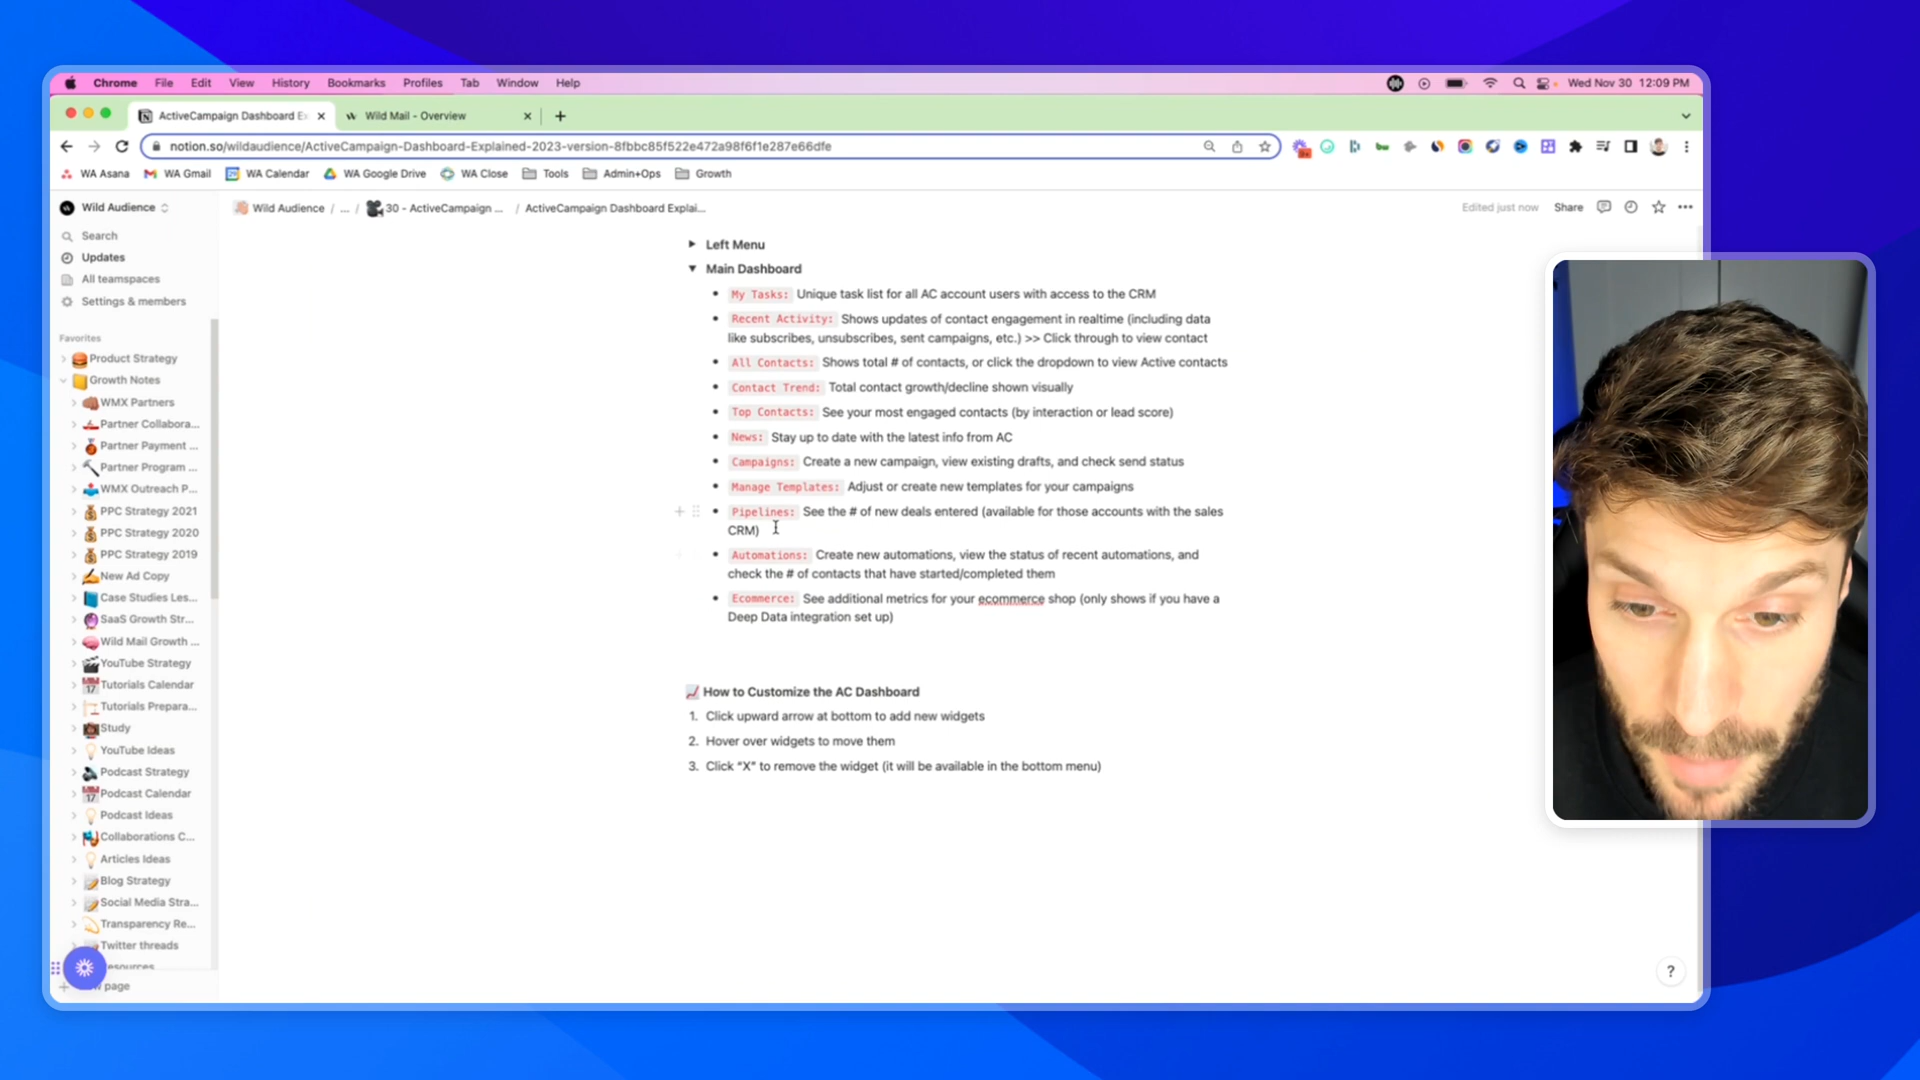 Chrome File Edit View History Bookmarks Profiles Tab Window Help Wed Nov 30 12:09 PM
ActiveCampaign Dashboard Ex Wild Mail - Overview
notion.so/wildaudience/ActiveCampaign-Dashboard-Explained-2023-version-8fbbc85f522e472a98f6f1e287e66dfe
WA Asana WA Gmail WA Calendar WA Google Drive WA Close Tools Admin+Ops Growth
Wild Audience
Wild Audience / ... / 30 - ActiveCampaign ... / ActiveCampaign Dashboard Explai...
Edited just now Share
Search
Updates
All teamspaces
Settings & members
Favorites
Product Strategy
Growth Notes
WMX Partners
Partner Collabora...
Partner Payment ...
Partner Program ...
WMX Outreach P...
PPC Strategy 2021
PPC Strategy 2020
PPC Strategy 2019
New Ad Copy
Case Studies Les...
SaaS Growth Str...
Wild Mail Growth ...
YouTube Strategy
Tutorials Calendar
Tutorials Prepara...
Study
YouTube Ideas
Podcast Strategy
Podcast Calendar
Podcast Ideas
Collaborations C...
Articles Ideas
Blog Strategy
Social Media Stra...
Transparency Re...
Twitter threads
page
Left Menu
Main Dashboard
• My Tasks: Unique task list for all AC account users with access to the CRM
• Recent Activity: Shows updates of contact engagement in realtime (including data
like subscribes, unsubscribes, sent campaigns, etc.) >> Click through to view contact
• All Contacts: Shows total # of contacts, or click the dropdown to view Active contacts
• Contact Trend: Total contact growth/decline shown visually
• Top Contacts: See your most engaged contacts (by interaction or lead score)
• News: Stay up to date with the latest info from AC
• Campaigns: Create a new campaign, view existing drafts, and check send status
• Manage Templates: Adjust or create new templates for your campaigns
• Pipelines: See the # of new deals entered (available for those accounts with the sales
CRM)
• Automations: Create new automations, view the status of recent automations, and
check the # of contacts that have started/completed them
• Ecommerce: See additional metrics for your ecommerce shop (only shows if you have a
Deep Data integration set up)
How to Customize the AC Dashboard
1. Click upward arrow at bottom to add new widgets
2. Hover over widgets to move them
3. Click “X” to remove the widget (it will be available in the bottom menu)
?